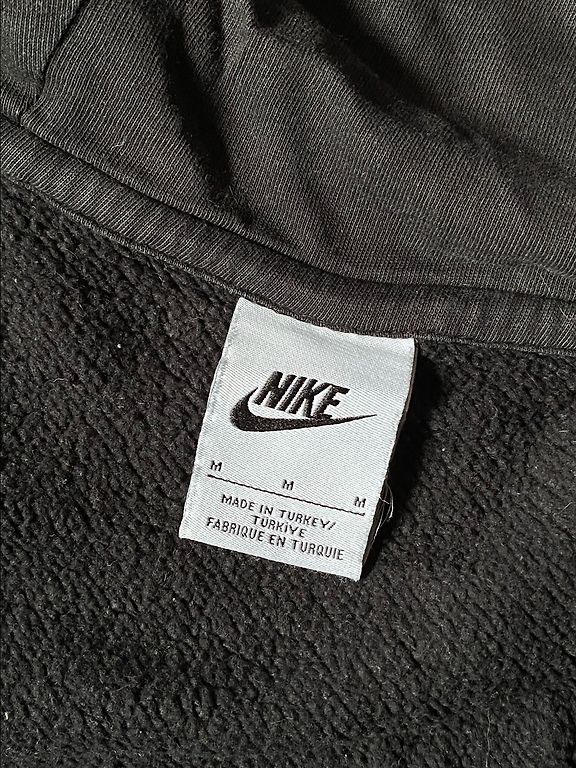 NIKE
M M M
MADE IN TURKEY/
TÜRKİYE
FABRIQUE EN TURQUIE